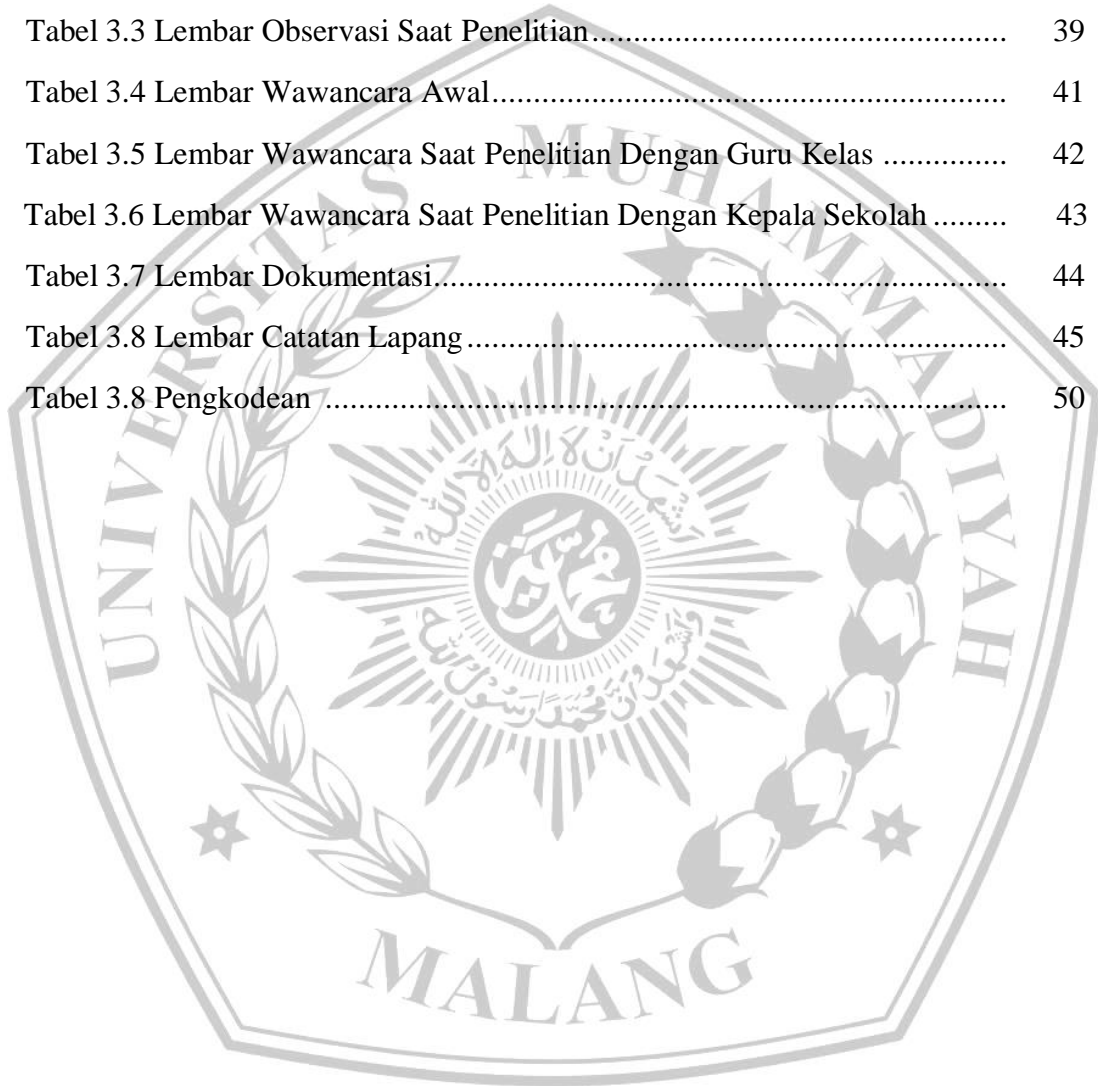 Tabel 3.3 Lembar Observasi Saat Penelitian ................................................ 39
Tabel 3.4 Lembar Wawancara Awal ............................................................ 41
Tabel 3.5 Lembar Wawancara Saat Penelitian Dengan Guru Kelas ............... 42
Tabel 3.6 Lembar Wawancara Saat Penelitian Dengan Kepala Sekolah ......... 43
Tabel 3.7 Lembar Dokumentasi................................................................... 44
Tabel 3.8 Lembar Catatan Lapang ............................................................... 45
Tabel 3.8 Pengkodean ................................................................................ 50
UNIVERSITAS MUHAMMADIYAH
MALANG